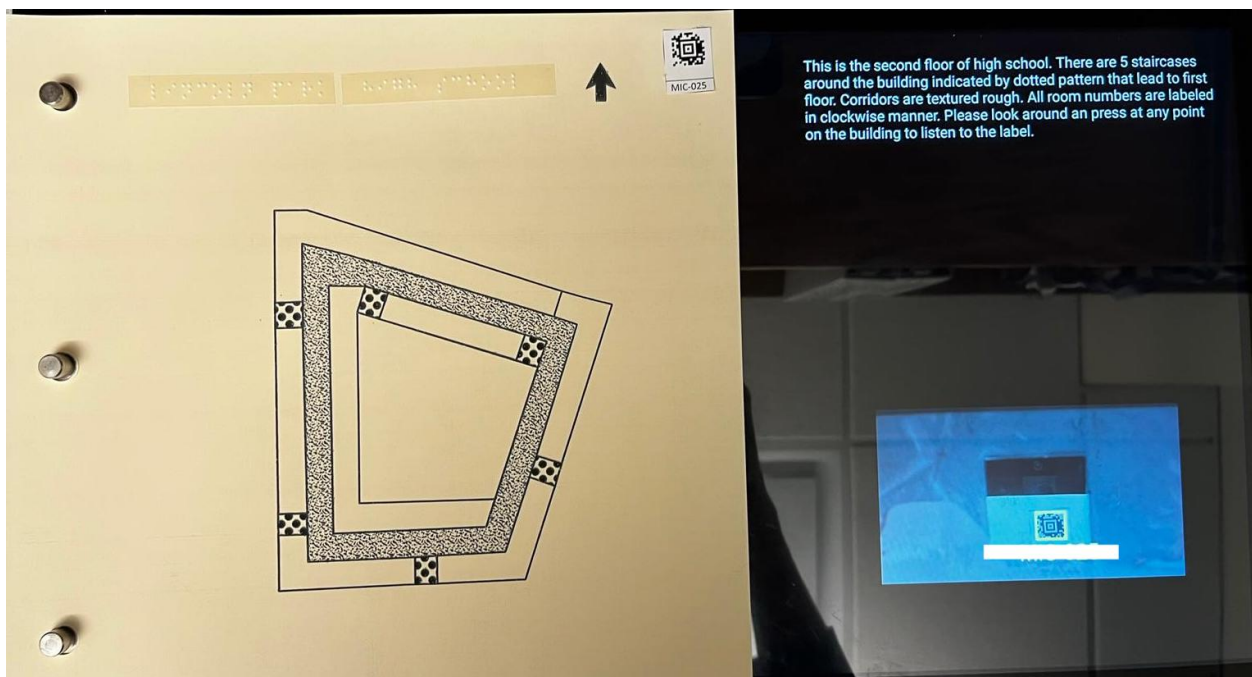 MIC-025
This is the second floor of high school. There are 5 staircases
around the building indicated by dotted pattern that lead to first
floor. Corridors are textured rough. All room numbers are labeled
in clockwise manner. Please look around an press at any point
on the building to listen to the label.